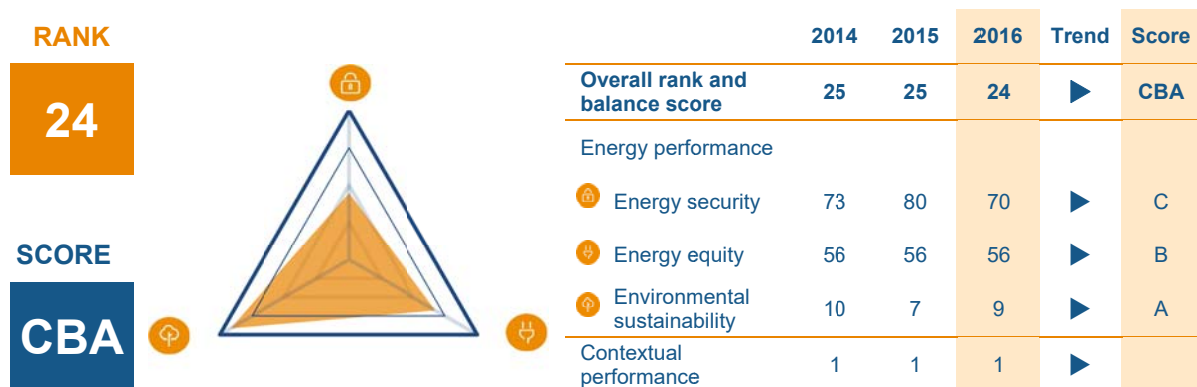 RANK
24
SCORE
CBA
2014 2015 2016 Trend Score
Overall rank and
balance score 25 25 24 ▶ CBA
Energy performance
Energy security 73 80 70 ▶ C
Energy equity 56 56 56 ▶ B
Environmental
sustainability 10 7 9 ▶ A
Contextual
performance 1 1 1 ▶